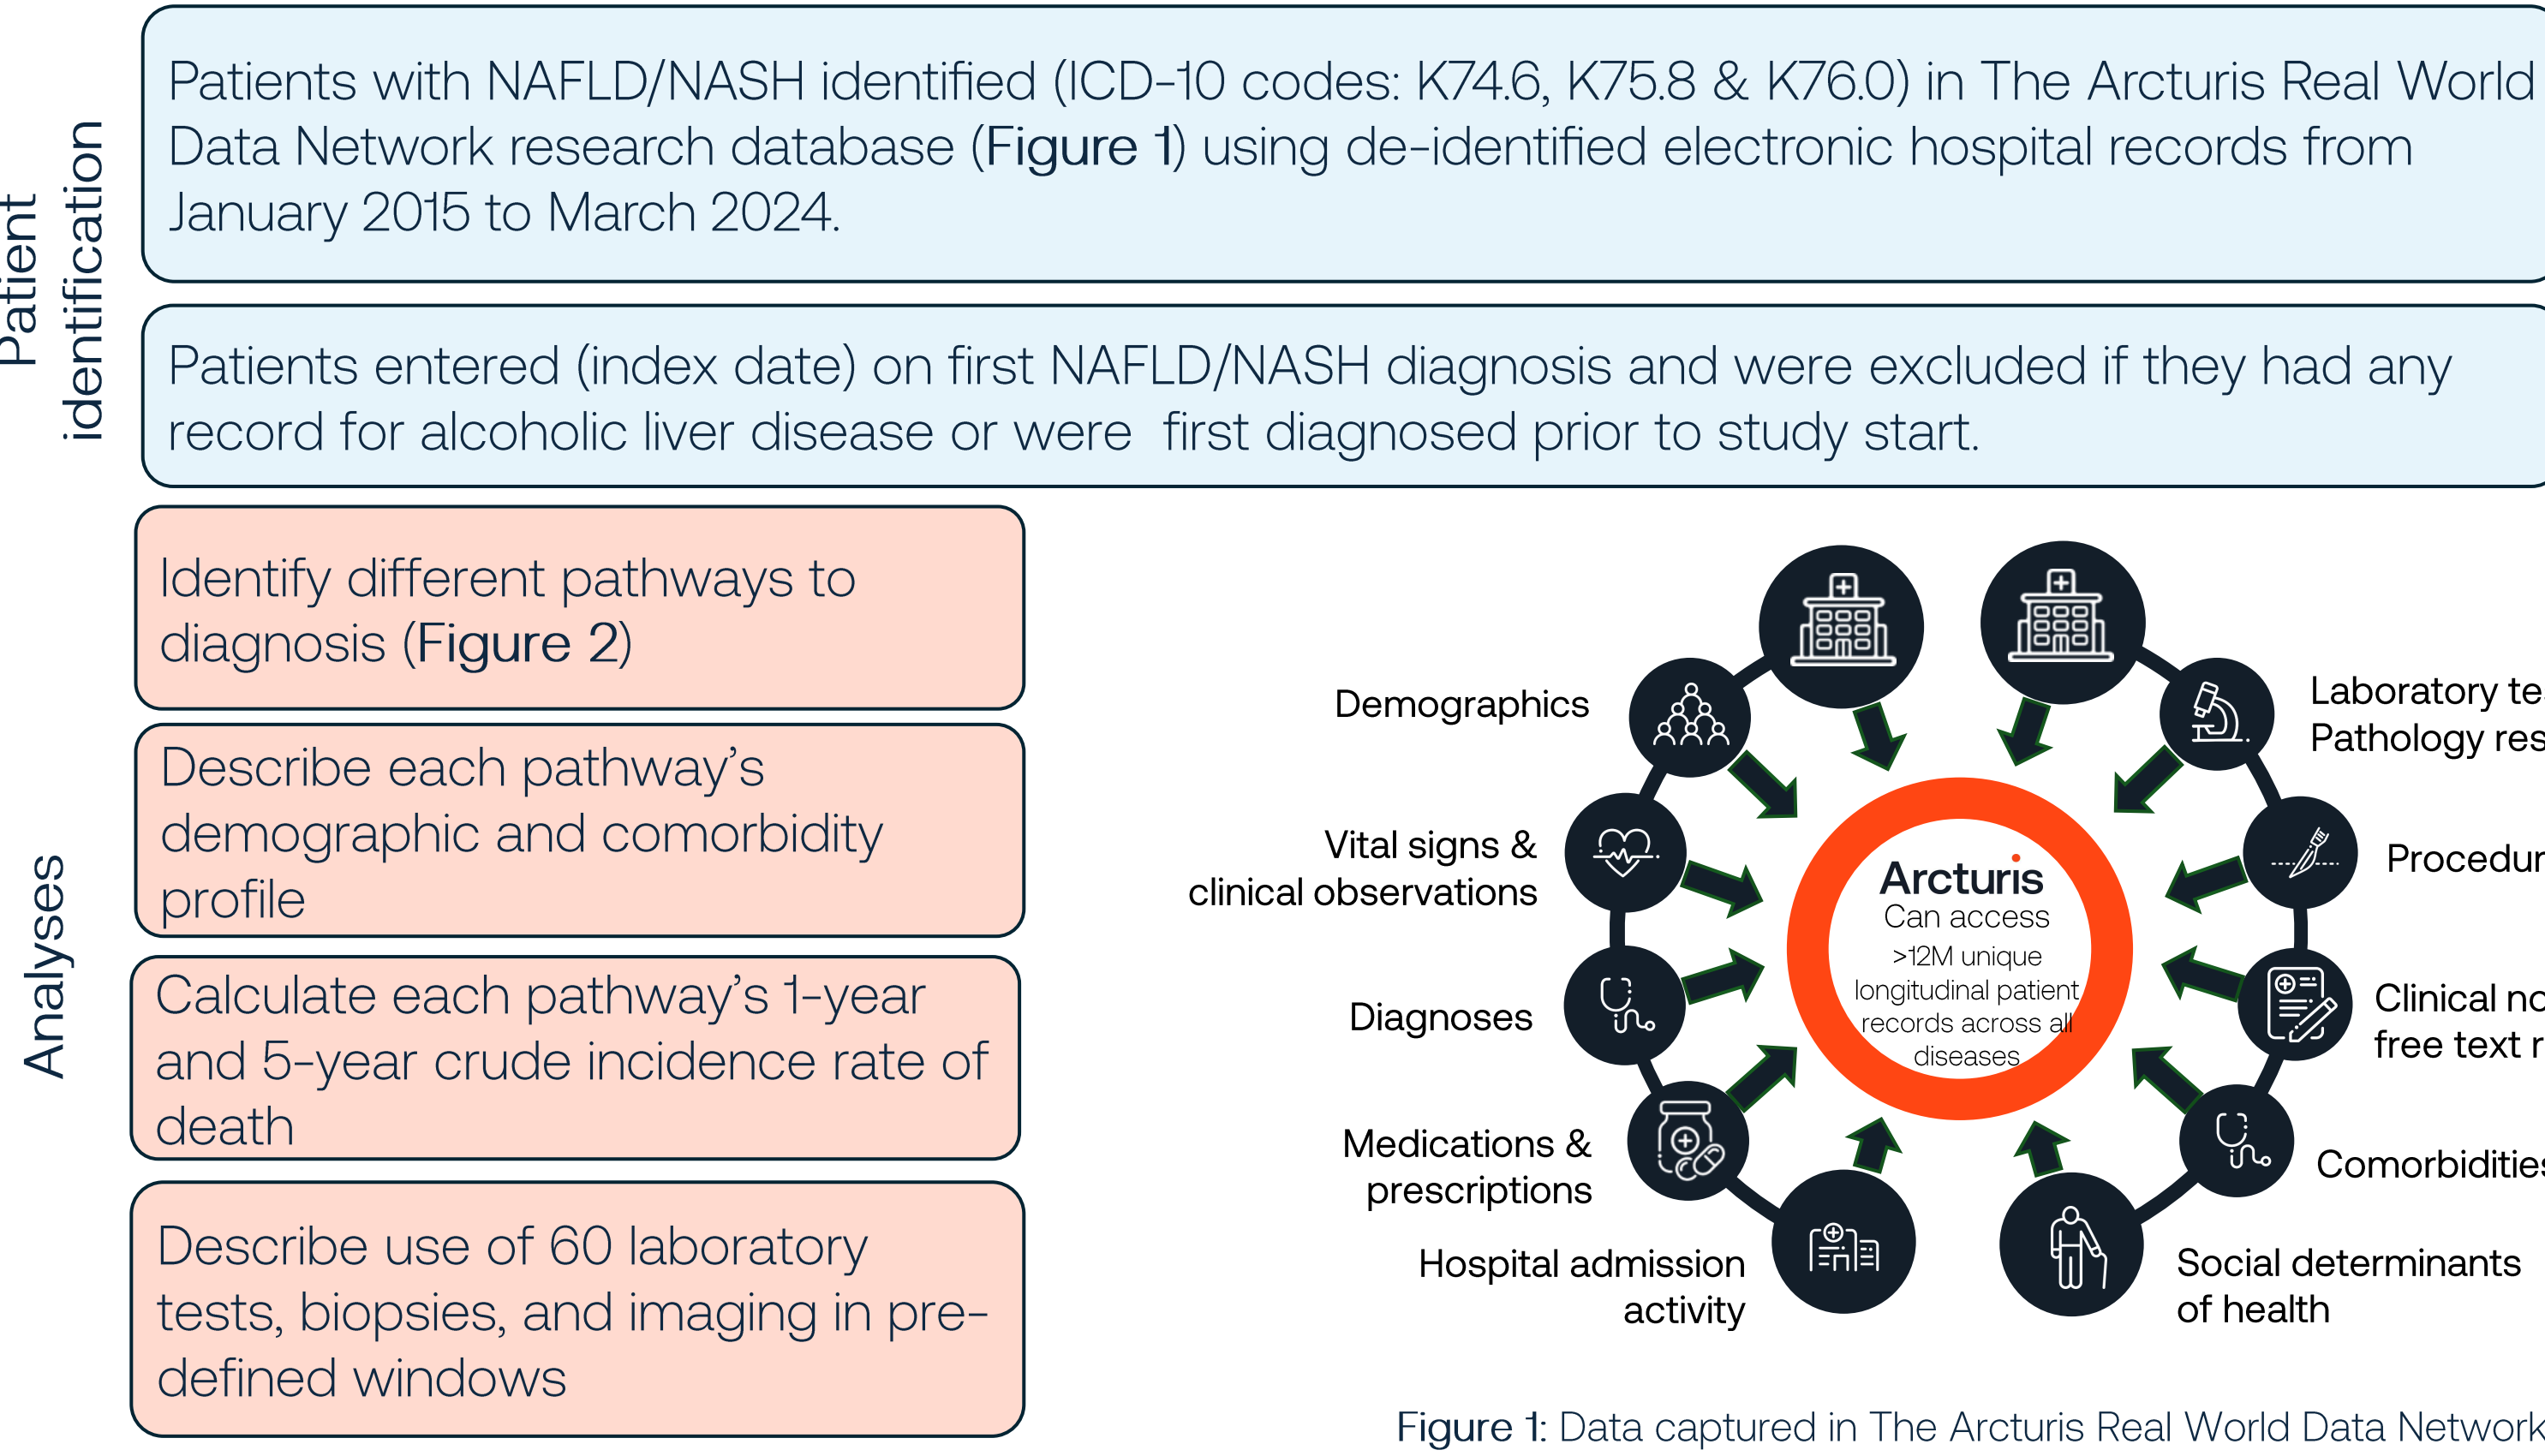 Patient
identification
Patients with NAFLD/NASH identified (ICD-10 codes: K74.6, K75.8 & K76.0) in The Arcturis Real World
Data Network research database (Figure 1) using de-identified electronic hospital records from
January 2015 to March 2024.
Patients entered (index date) on first NAFLD/NASH diagnosis and were excluded if they had any
record for alcoholic liver disease or were  first diagnosed prior to study start.
Analyses
Identify different pathways to
diagnosis (Figure 2)
Describe each pathway’s
demographic and comorbidity
profile
Calculate each pathway’s 1-year
and 5-year crude incidence rate of
death
Describe use of 60 laboratory
tests, biopsies, and imaging in pre-
defined windows
Demographics
Vital signs &
clinical observations
Diagnoses
Medications &
prescriptions
Hospital admission
activity
Arcturis
Can access
>12M unique
longitudinal patient
records across all
diseases
Laboratory
Pathology
Clinical
free text
Comorbidities
Social determinants
of health
Figure 1: Data captured in The Arcturis Real World Data Network